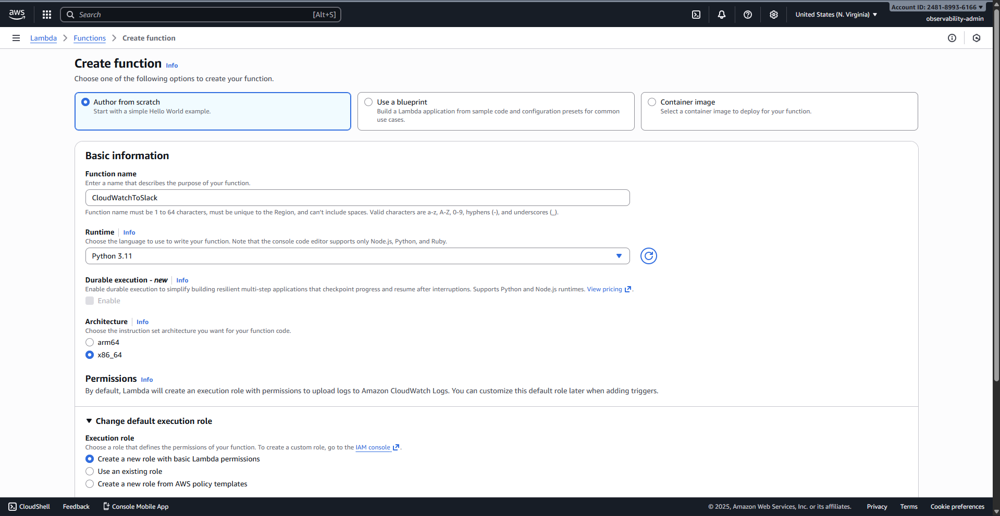 aws
Search
[Alt+S]
United States (N. Virginia)
Account ID: 2481-8993-6166
observability-admin
Lambda
Functions
Create function
Create function
Info
Choose one of the following options to create your function.
Author from scratch
Start with a simple Hello World example.
Use a blueprint
Build a Lambda application from sample code and configuration presets for common
use cases.
Container image
Select a container image to deploy for your function.
Basic information
Function name
Enter a name that describes the purpose of your function.
CloudWatchToSlack
Function name must be 1 to 64 characters, must be unique to the Region, and can't include spaces. Valid characters are a-z, A-Z, 0-9, hyphens (-), and underscores (_).
Runtime
Info
Choose the language to use to write your function. Note that the console code editor supports only Node.js, Python, and Ruby.
Python 3.11
Durable execution - new
Info
Enable durable execution to simplify building resilient multi-step applications that checkpoint progress and resume after interruptions. Supports Python and Node.js runtimes. View pricing .
Enable
Architecture
Info
Choose the instruction set architecture you want for your function code.
arm64
x86_64
Permissions
Info
By default, Lambda will create an execution role with permissions to upload logs to Amazon CloudWatch Logs. You can customize this default role later when adding triggers.
Change default execution role
Execution role
Choose a role that defines the permissions of your function. To create a custom role, go to the IAM console .
Create a new role with basic Lambda permissions
Use an existing role
Create a new role from AWS policy templates
CloudShell
Feedback
Console Mobile App
© 2025, Amazon Web Services, Inc. or its affiliates.
Privacy
Terms
Cookie preferences